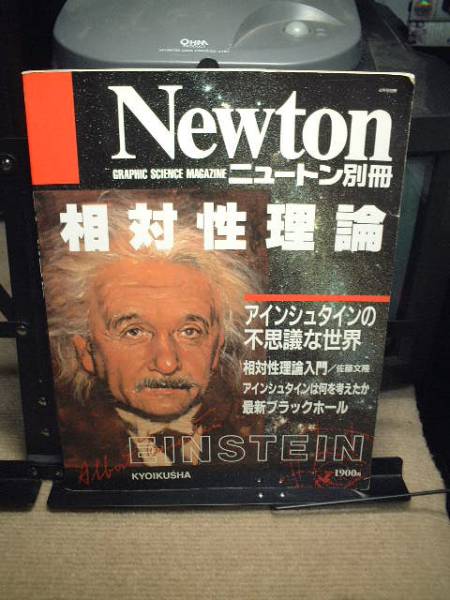 OHM
Newton
GRAPHIC SCIENCE MAGAZINE
ニュートン別冊
相対性理論
アインシュタインの
不思議な世界
相対性理論入門/佐藤文隆
アインシュタインは何を考えたか
最新ブラックホール
EINSTEIN
Albert
KYOIKUSHA
1900円